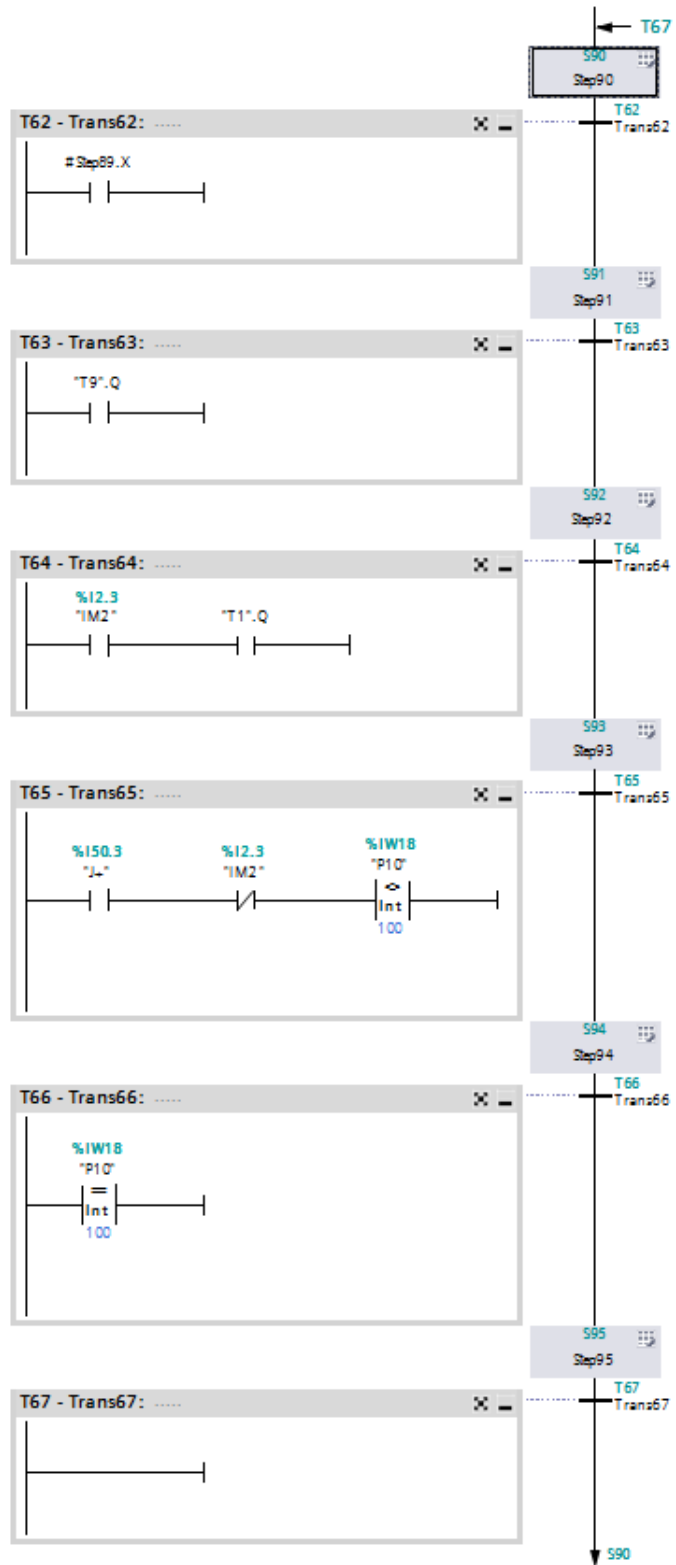 T67
S90
Step90
T62 - Trans62: .....
T62
Trans62
#Step89.X
S91
Step91
T63 - Trans63: .....
T63
Trans63
"T9".Q
S92
Step92
T64 - Trans64: .....
T64
Trans64
%I2.3
"IM2" "T1".Q
S93
Step93
T65 - Trans65: .....
T65
Trans65
%I50.3 %I2.3 %IW18
"J+" "IM2" "P10"
<>
Int
100
S94
Step94
T66 - Trans66: .....
T66
Trans66
%IW18
"P10"
==
Int
100
S95
Step95
T67 - Trans67: .....
T67
Trans67
S90